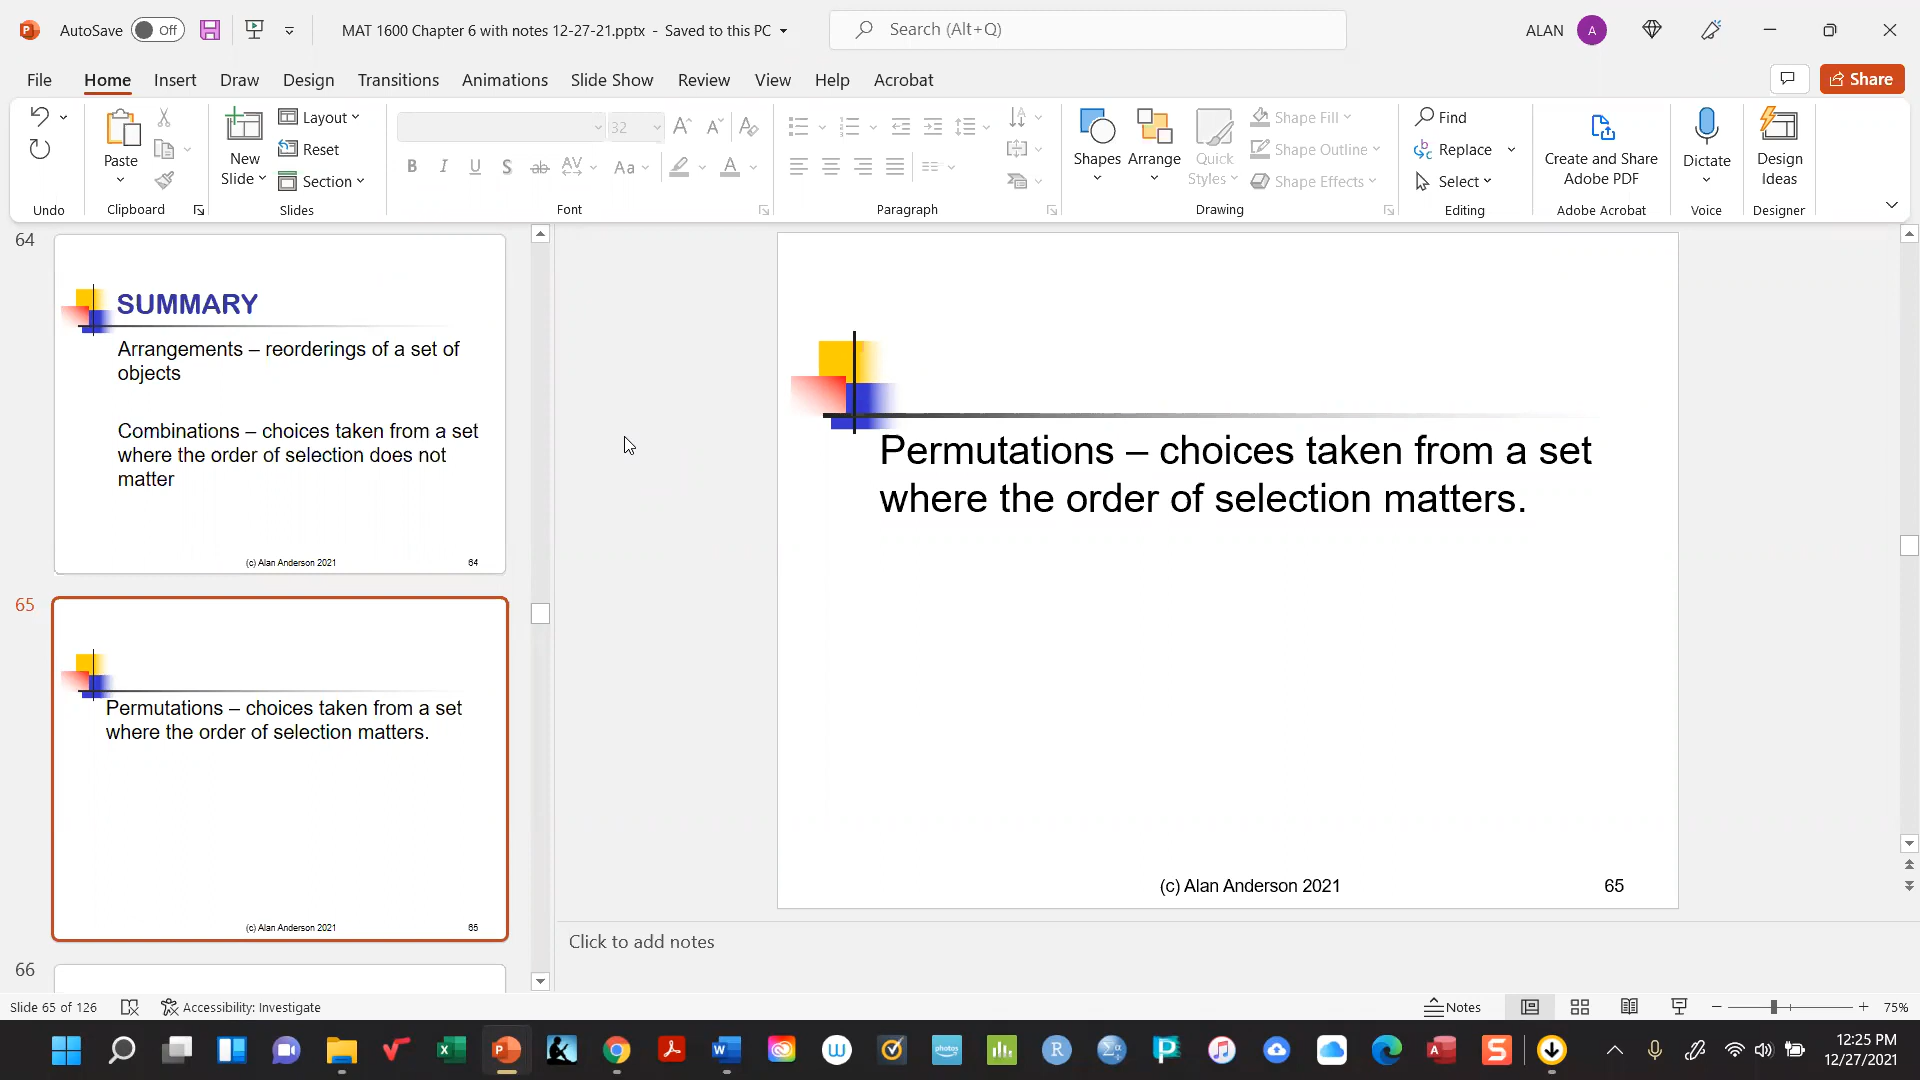 AutoSave Off MAT 1600 Chapter 6 with notes 12-27-21.pptx - Saved to this PC Search (Alt+Q) ALAN A
File Home Insert Draw Design Transitions Animations Slide Show Review View Help Acrobat Share
Paste
New Slide
Layout
Reset
Section
32
Shapes
Arrange
Quick Styles
Shape Fill
Shape Outline
Shape Effects
Find
Replace
Select
Create and Share Adobe PDF
Dictate
Design Ideas
Undo Clipboard Slides Font Paragraph Drawing Editing Adobe Acrobat Voice Designer
64
SUMMARY
Arrangements – reorderings of a set of
objects
Combinations – choices taken from a set
where the order of selection does not
matter
(c) Alan Anderson 2021 64
65
Permutations – choices taken from a set
where the order of selection matters.
(c) Alan Anderson 2021 65
66
Permutations – choices taken from a set
where the order of selection matters.
(c) Alan Anderson 2021 65
Click to add notes
Slide 65 of 126 Accessibility: Investigate Notes 75%
12:25 PM
12/27/2021